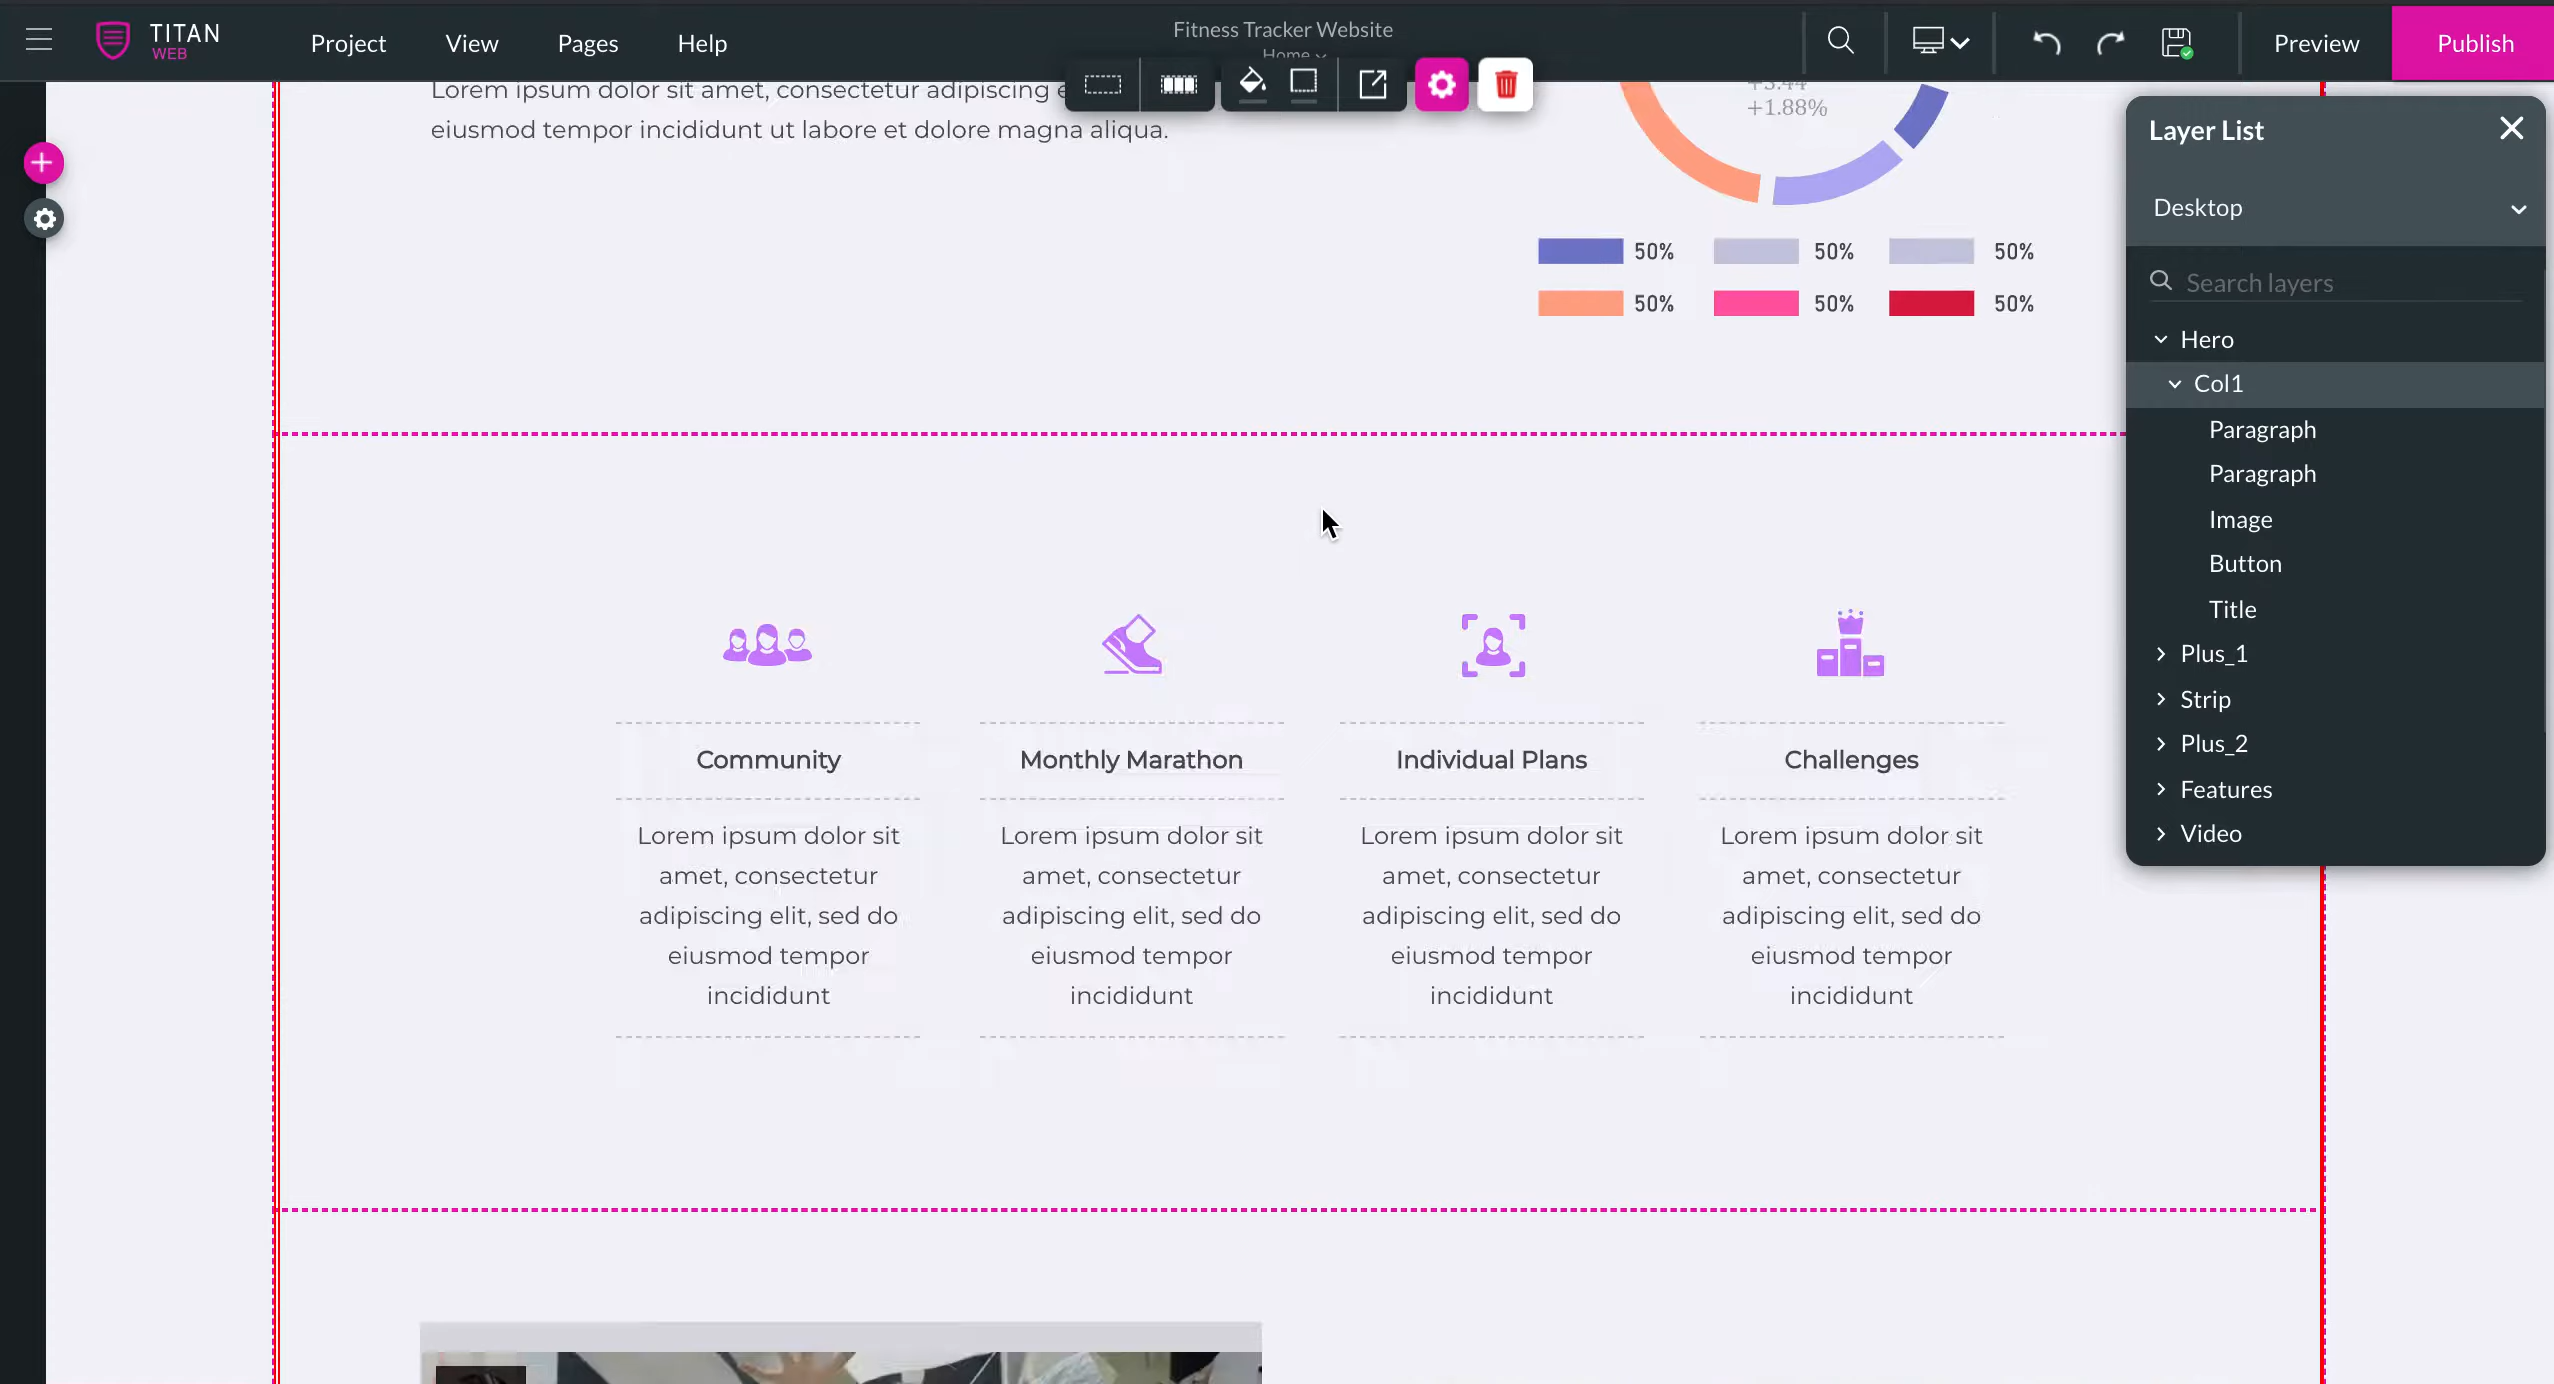 TITAN
WEB
Project
View
Pages
Help
Fitness Tracker Website
Home
Preview
Publish
Lorem ipsum dolor sit amet, consectetur adipiscing
eiusmod tempor incididunt ut labore et dolore magna aliqua.
+3.44
+1.88%
50% 50% 50%
50% 50% 50%
Community
Lorem ipsum dolor sit
amet, consectetur
adipiscing elit, sed do
eiusmod tempor
incididunt
Monthly Marathon
Lorem ipsum dolor sit
amet, consectetur
adipiscing elit, sed do
eiusmod tempor
incididunt
Individual Plans
Lorem ipsum dolor sit
amet, consectetur
adipiscing elit, sed do
eiusmod tempor
incididunt
Challenges
Lorem ipsum dolor sit
amet, consectetur
adipiscing elit, sed do
eiusmod tempor
incididunt
Layer List
Desktop
Search layers
Hero
Col1
Paragraph
Paragraph
Image
Button
Title
Plus_1
Strip
Plus_2
Features
Video